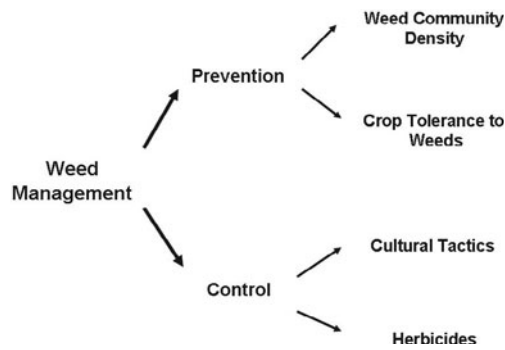 Weed Community
Density
Prevention
Crop Tolerance to
Weeds
Weed
Management
Cultural Tactics
Control
Herbicides